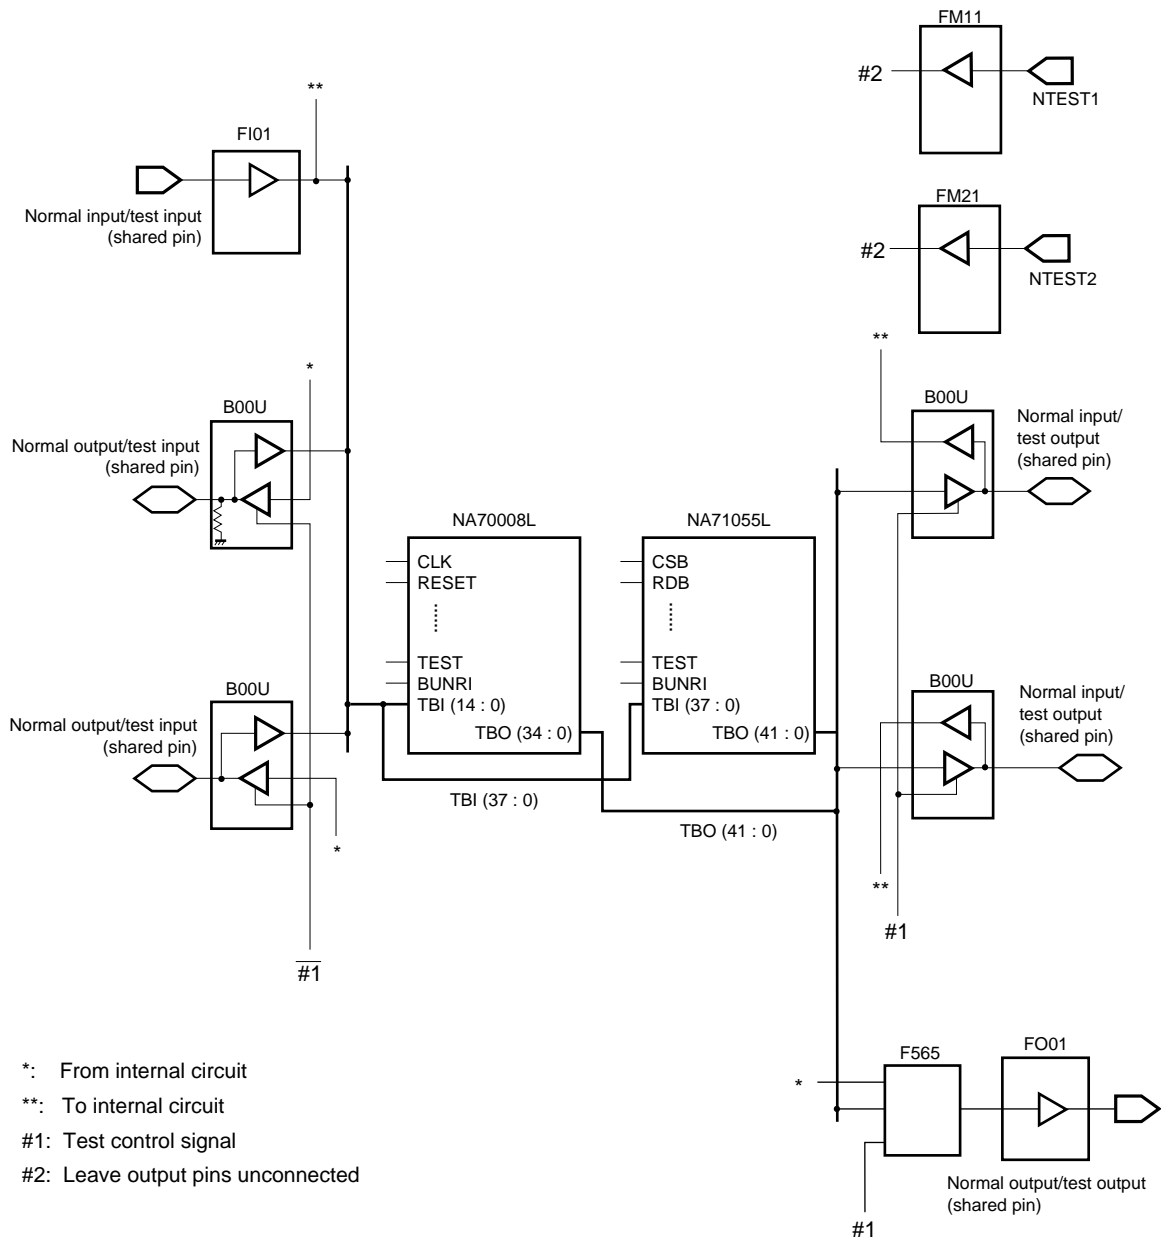 FM11
#2
NTEST1
**
FI01
Normal input/test input
(shared pin)
FM21
#2
NTEST2
*
B00U
Normal output/test input
(shared pin)
**
B00U
Normal input/
test output
(shared pin)
NA70008L
CLK
RESET
TEST
BUNRI
TBI (14 : 0)
TBO (34 : 0)
NA71055L
CSB
RDB
TEST
BUNRI
TBI (37 : 0)
TBO (41 : 0)
B00U
Normal output/test input
(shared pin)
*
#1
TBI (37 : 0)
TBO (41 : 0)
B00U
Normal input/
test output
(shared pin)
**
#1
F565
FO01
*
#1
Normal output/test output
(shared pin)
*: From internal circuit
**: To internal circuit
#1: Test control signal
#2: Leave output pins unconnected